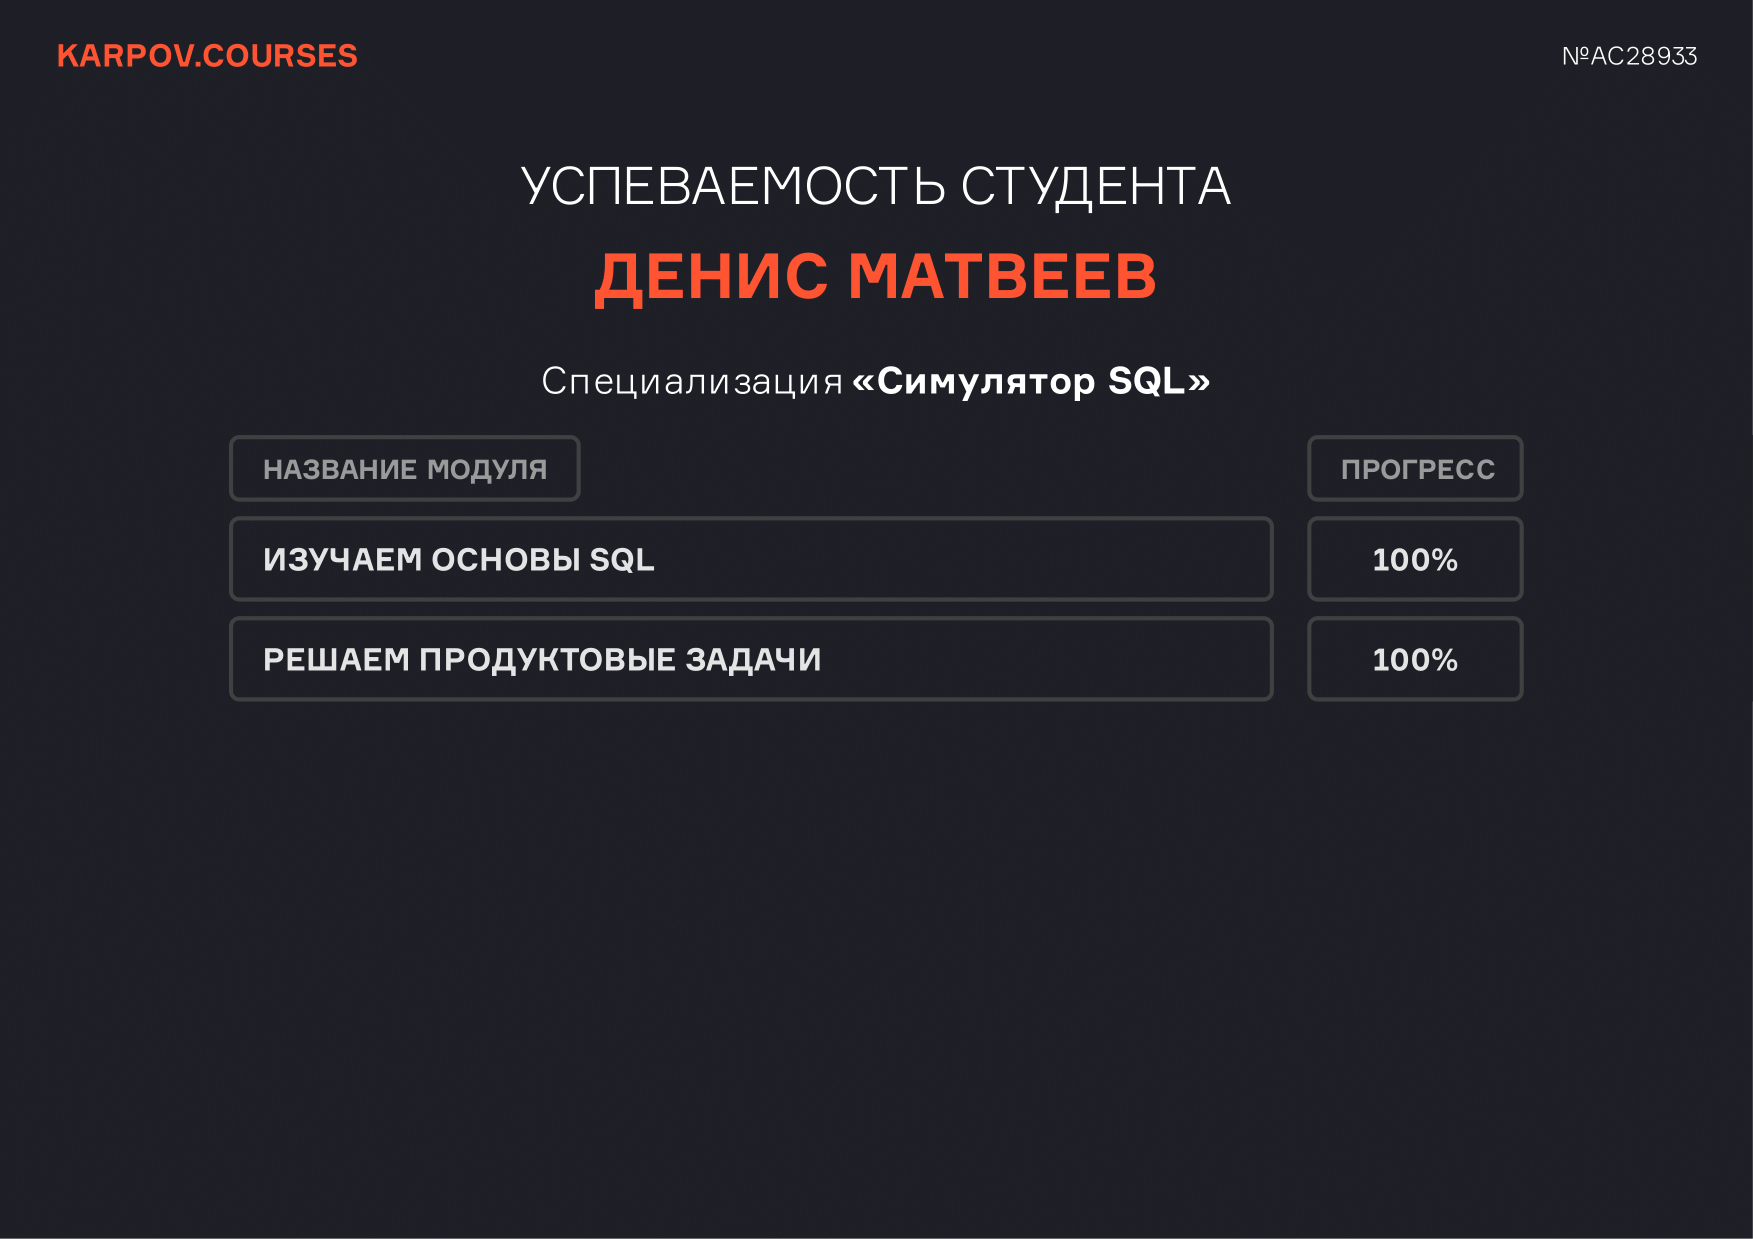 KARPOV.COURSES
№AC28933
УСПЕВАЕМОСТЬ СТУДЕНТА
ДЕНИС МАТВЕЕВ
Специализация «Симулятор SQL»
НАЗВАНИЕ МОДУЛЯ
ПРОГРЕСС
ИЗУЧАЕМ ОСНОВЫ SQL
100%
РЕШАЕМ ПРОДУКТОВЫЕ ЗАДАЧИ
100%